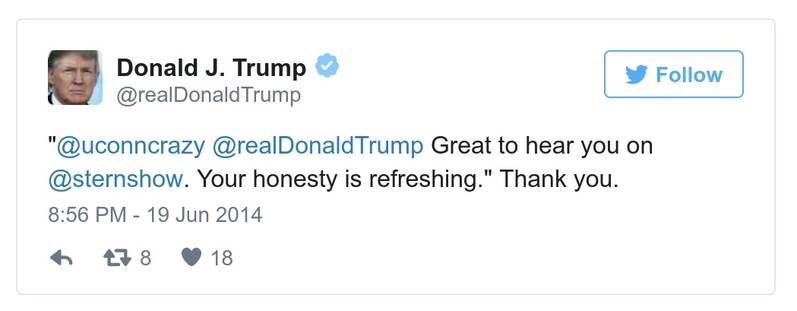 Donald J. Trump
@realDonaldTrump
Follow
"@uconncrazy @realDonaldTrump Great to hear you on
@sternshow. Your honesty is refreshing." Thank you.
8:56 PM - 19 Jun 2014
8 18